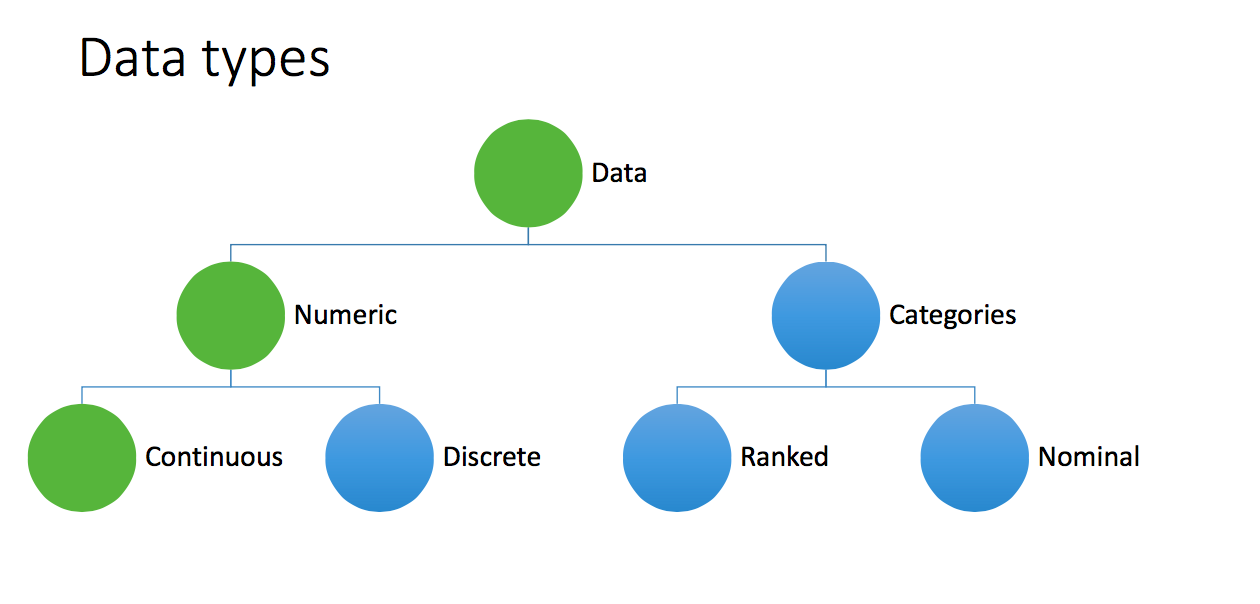 Data types
Data
Numeric
Categories
Continuous
Discrete
Ranked
Nominal